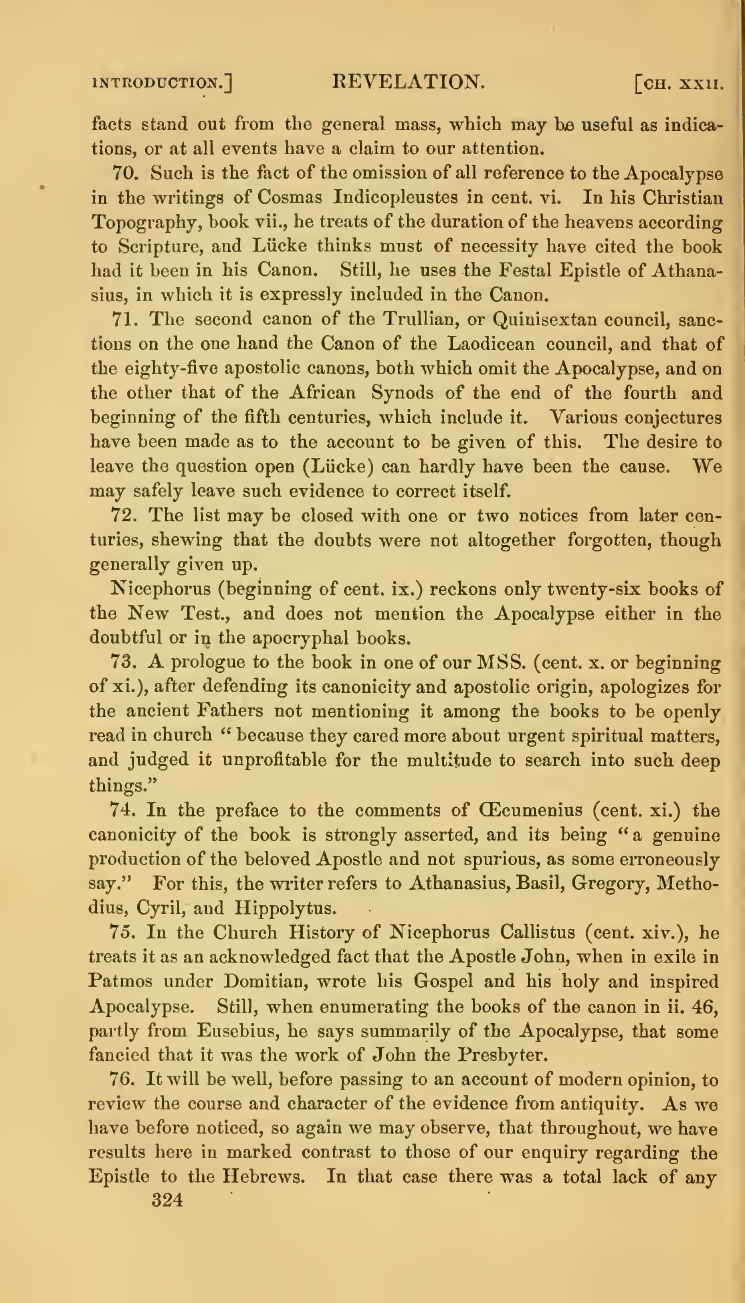 INTRODUCTION.] REVELATION. [CH. XXII.
facts stand out from the general mass, which may be useful as indica-
tions, or at all events have a claim to our attention.
70. Such is the fact of the omission of all reference to the Apocalypse
in the writings of Cosmas Indicopleustes in cent. vi. In his Christian
Topography, book vii., he treats of the duration of the heavens according
to Scripture, and Lücke thinks must of necessity have cited the book
had it been in his Canon. Still, he uses the Festal Epistle of Athana-
sius, in which it is expressly included in the Canon.
71. The second canon of the Trullian, or Quinisextan council, sanc-
tions on the one hand the Canon of the Laodicean council, and that of
the eighty-five apostolic canons, both which omit the Apocalypse, and on
the other that of the African Synods of the end of the fourth and
beginning of the fifth centuries, which include it. Various conjectures
have been made as to the account to be given of this. The desire to
leave the question open (Lücke) can hardly have been the cause. We
may safely leave such evidence to correct itself.
72. The list may be closed with one or two notices from later cen-
turies, shewing that the doubts were not altogether forgotten, though
generally given up.
Nicephorus (beginning of cent. ix.) reckons only twenty-six books of
the New Test., and does not mention the Apocalypse either in the
doubtful or in the apocryphal books.
73. A prologue to the book in one of our MSS. (cent. x. or beginning
of xi.), after defending its canonicity and apostolic origin, apologizes for
the ancient Fathers not mentioning it among the books to be openly
read in church “ because they cared more about urgent spiritual matters,
and judged it unprofitable for the multitude to search into such deep
things.”
74. In the preface to the comments of Œcumenius (cent. xi.) the
canonicity of the book is strongly asserted, and its being “ a genuine
production of the beloved Apostle and not spurious, as some erroneously
say.” For this, the writer refers to Athanasius, Basil, Gregory, Metho-
dius, Cyril, and Hippolytus.
75. In the Church History of Nicephorus Callistus (cent. xiv.), he
treats it as an acknowledged fact that the Apostle John, when in exile in
Patmos under Domitian, wrote his Gospel and his holy and inspired
Apocalypse. Still, when enumerating the books of the canon in ii. 46,
partly from Eusebius, he says summarily of the Apocalypse, that some
fancied that it was the work of John the Presbyter.
76. It will be well, before passing to an account of modern opinion, to
review the course and character of the evidence from antiquity. As we
have before noticed, so again we may observe, that throughout, we have
results here in marked contrast to those of our enquiry regarding the
Epistle to the Hebrews. In that case there was a total lack of any
324